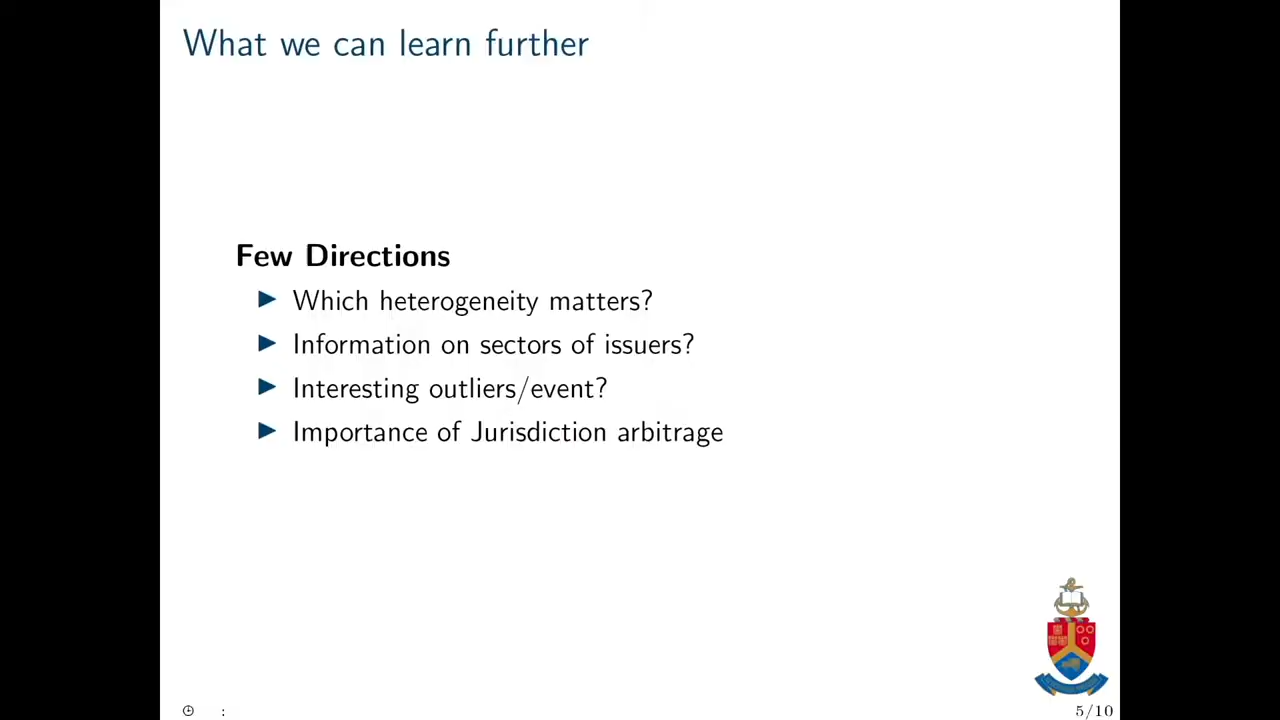 What we can learn further
Few Directions
Which heterogeneity matters?
Information on sectors of issuers?
Interesting outliers/event?
Importance of Jurisdiction arbitrage
:
5/10